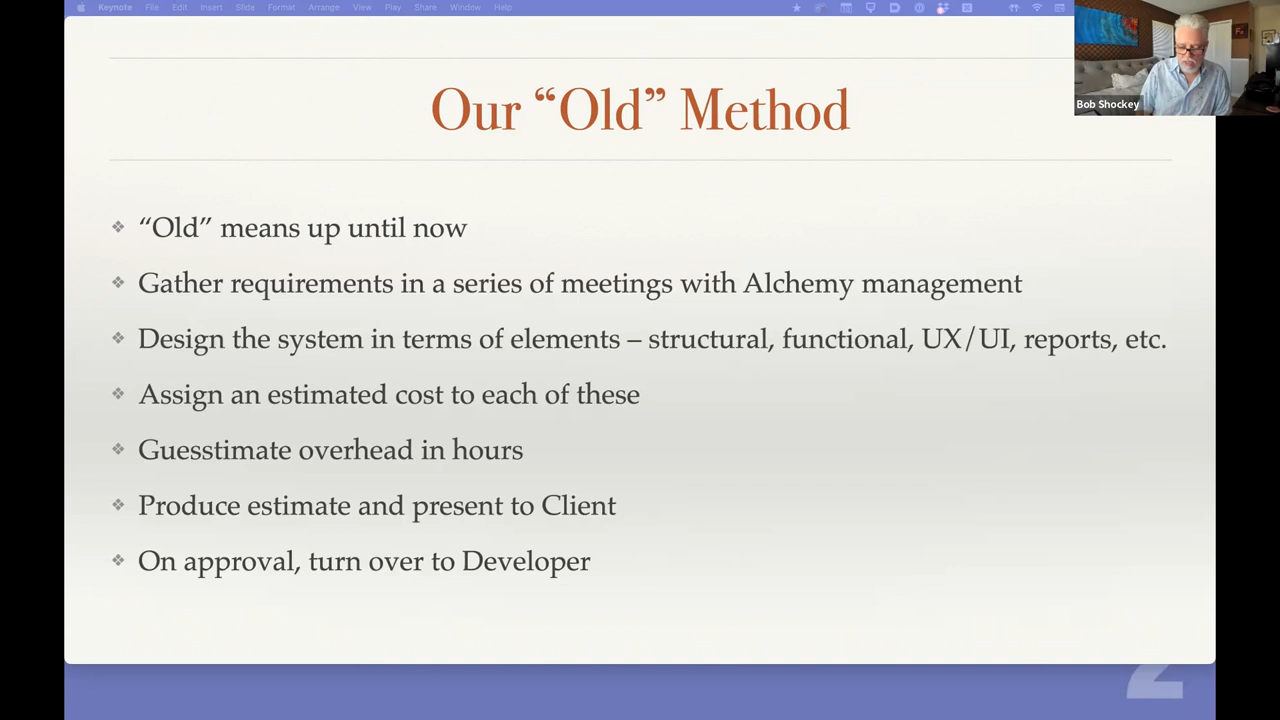 Keynote File Edit Insert Slide Format Arrange View Play Share Window Help
Bob Shockey
Our “Old” Method
“Old” means up until now
Gather requirements in a series of meetings with Alchemy management
Design the system in terms of elements – structural, functional, UX/UI, reports, etc.
Assign an estimated cost to each of these
Guesstimate overhead in hours
Produce estimate and present to Client
On approval, turn over to Developer
2